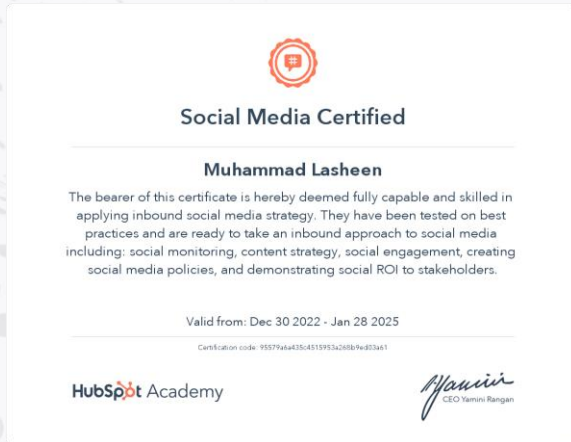 #
Social Media Certified
Muhammad Lasheen
The bearer of this certificate is hereby deemed fully capable and skilled in
applying inbound social media strategy. They have been tested on best
practices and are ready to take an inbound approach to social media
including: social monitoring, content strategy, social engagement, creating
social media policies, and demonstrating social ROI to stakeholders.
Valid from: Dec 30 2022 - Jan 28 2025
Certification code: 95579a6a435c4515953a268b9ed83a61
HubSpot Academy
Yamini
CEO Yamini Rangan